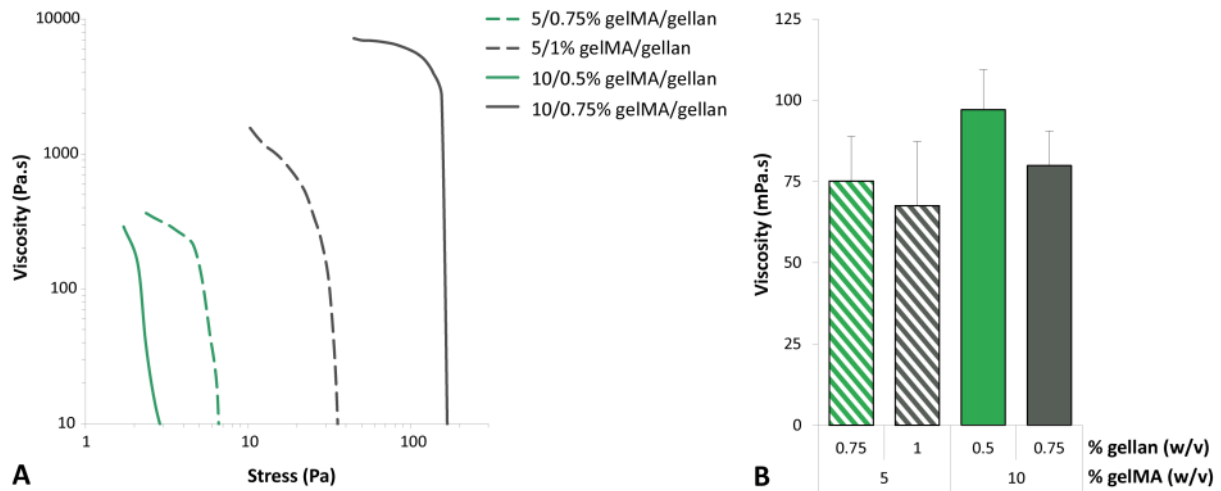 5/0.75% gelMA/gellan
5/1% gelMA/gellan
10/0.5% gelMA/gellan
10/0.75% gelMA/gellan
10000
1000
100
10
Viscosity (Pa.s)
1
10
100
Stress (Pa)
A
125
100
75
50
25
0
Viscosity (mPa.s)
0.75
1
0.5
0.75
% gellan (w/v)
5
10
% gelMA (w/v)
B